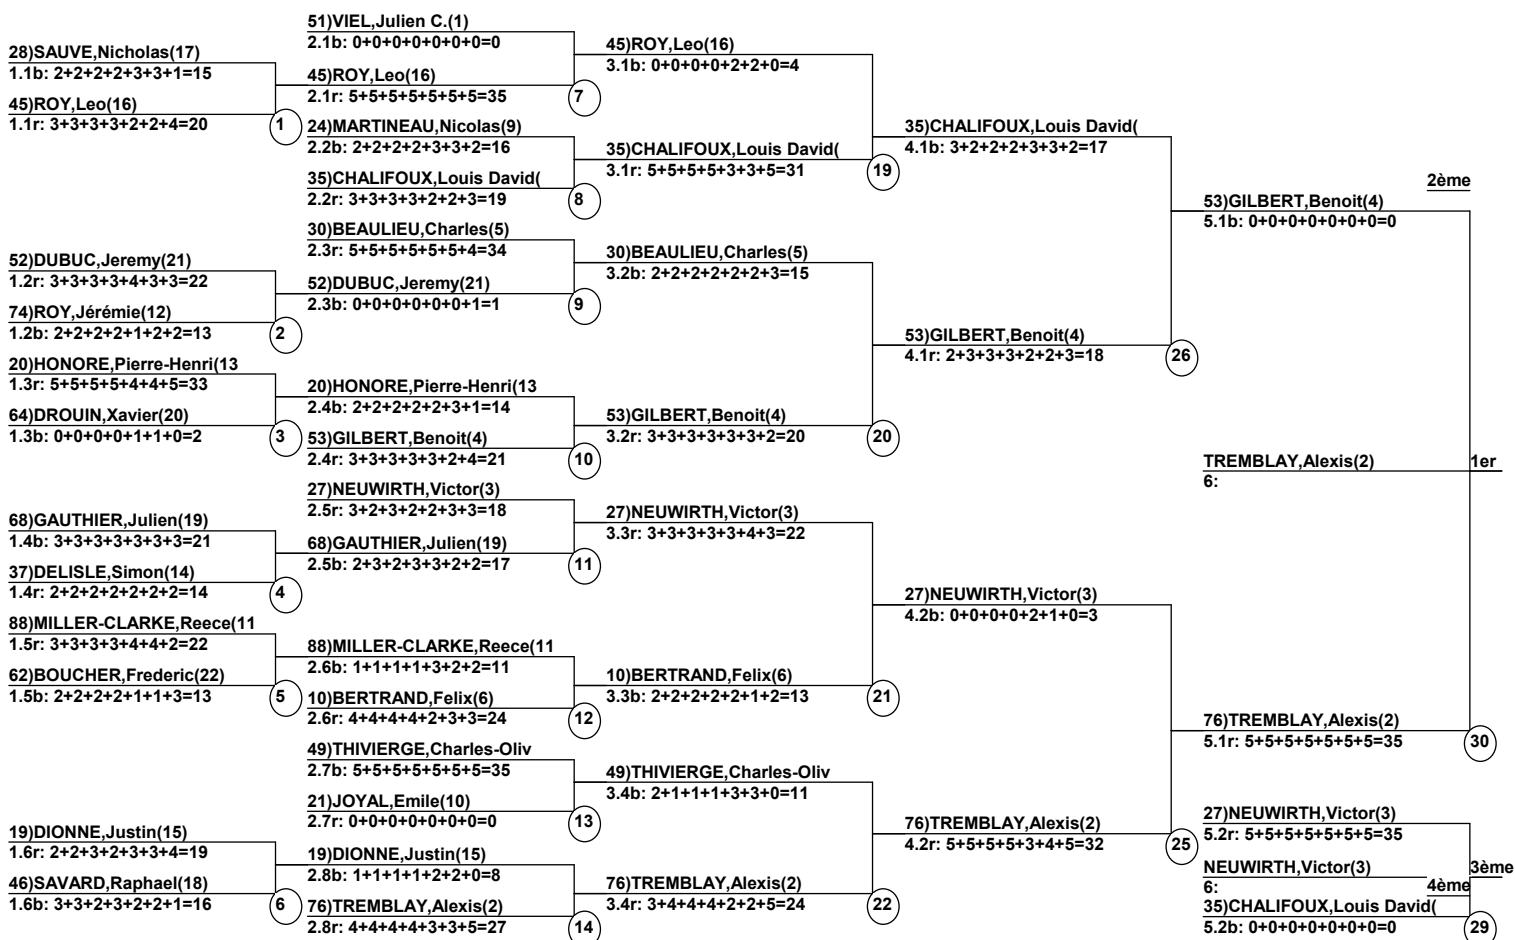 28)SAUVE,Nicholas(17)
1.1b: 2+2+2+2+3+3+1=15
45)ROY,Leo(16)
1.1r: 3+3+3+3+2+2+4=20
1
52)DUBUC,Jeremy(21)
1.2r: 3+3+3+3+4+3+3=22
74)ROY,Jérémie(12)
1.2b: 2+2+2+2+1+2+2=13
2
20)HONORE,Pierre-Henri(13
1.3r: 5+5+5+5+4+4+5=33
64)DROUIN,Xavier(20)
1.3b: 0+0+0+0+1+1+0=2
3
68)GAUTHIER,Julien(19)
1.4b: 3+3+3+3+3+3+3=21
37)DELISLE,Simon(14)
1.4r: 2+2+2+2+2+2+2=14
4
88)MILLER-CLARKE,Reece(11
1.5r: 3+3+3+3+4+4+2=22
62)BOUCHER,Frederic(22)
1.5b: 2+2+2+2+1+1+3=13
5
19)DIONNE,Justin(15)
1.6r: 2+2+3+2+3+3+4=19
46)SAVARD,Raphael(18)
1.6b: 3+3+2+3+2+2+1=16
6
51)VIEL,Julien C.(1)
2.1b: 0+0+0+0+0+0+0=0
45)ROY,Leo(16)
2.1r: 5+5+5+5+5+5+5=35
7
24)MARTINEAU,Nicolas(9)
2.2b: 2+2+2+2+3+3+2=16
35)CHALIFOUX,Louis David(
2.2r: 3+3+3+3+2+2+3=19
8
30)BEAULIEU,Charles(5)
2.3r: 5+5+5+5+5+5+4=34
52)DUBUC,Jeremy(21)
2.3b: 0+0+0+0+0+0+1=1
9
20)HONORE,Pierre-Henri(13
2.4b: 2+2+2+2+2+3+1=14
53)GILBERT,Benoit(4)
2.4r: 3+3+3+3+3+2+4=21
10
27)NEUWIRTH,Victor(3)
2.5r: 3+2+3+2+2+3+3=18
68)GAUTHIER,Julien(19)
2.5b: 2+3+2+3+3+2+2=17
11
88)MILLER-CLARKE,Reece(11
2.6b: 1+1+1+1+3+2+2=11
10)BERTRAND,Felix(6)
2.6r: 4+4+4+4+2+3+3=24
12
49)THIVIERGE,Charles-Oliv
2.7b: 5+5+5+5+5+5+5=35
21)JOYAL,Emile(10)
2.7r: 0+0+0+0+0+0+0=0
13
19)DIONNE,Justin(15)
2.8b: 1+1+1+1+2+2+0=8
76)TREMBLAY,Alexis(2)
2.8r: 4+4+4+4+3+3+5=27
14
45)ROY,Leo(16)
3.1b: 0+0+0+0+2+2+0=4
35)CHALIFOUX,Louis David(
3.1r: 5+5+5+5+3+3+5=31
19
30)BEAULIEU,Charles(5)
3.2b: 2+2+2+2+2+2+3=15
53)GILBERT,Benoit(4)
3.2r: 3+3+3+3+3+3+2=20
20
27)NEUWIRTH,Victor(3)
3.3r: 3+3+3+3+3+4+3=22
10)BERTRAND,Felix(6)
3.3b: 2+2+2+2+2+1+2=13
21
49)THIVIERGE,Charles-Oliv
3.4b: 2+1+1+1+3+3+0=11
76)TREMBLAY,Alexis(2)
3.4r: 3+4+4+4+2+2+5=24
22
35)CHALIFOUX,Louis David(
4.1b: 3+2+2+2+3+3+2=17
53)GILBERT,Benoit(4)
4.1r: 2+3+3+3+2+2+3=18
26
27)NEUWIRTH,Victor(3)
4.2b: 0+0+0+0+2+1+0=3
76)TREMBLAY,Alexis(2)
4.2r: 5+5+5+5+3+4+5=32
25
2ème
53)GILBERT,Benoit(4)
5.1b: 0+0+0+0+0+0+0=0
TREMBLAY,Alexis(2)
1er
6:
76)TREMBLAY,Alexis(2)
5.1r: 5+5+5+5+5+5+5=35
30
27)NEUWIRTH,Victor(3)
5.2r: 5+5+5+5+5+5+5=35
NEUWIRTH,Victor(3)
3ème
6:
4ème
35)CHALIFOUX,Louis David(
5.2b: 0+0+0+0+0+0+0=0
29